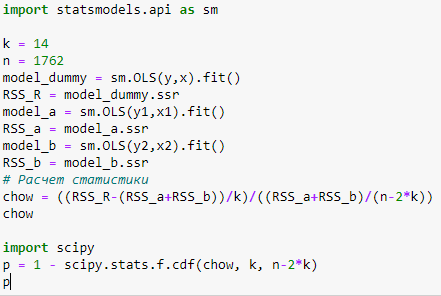 import statsmodels.api as sm
k = 14
n = 1762
model_dummy = sm.OLS(y,x).fit()
RSS_R = model_dummy.ssr
model_a = sm.OLS(y1,x1).fit()
RSS_a = model_a.ssr
model_b = sm.OLS(y2,x2).fit()
RSS_b = model_b.ssr
# Расчет статистики
chow = ((RSS_R-(RSS_a+RSS_b))/k)/((RSS_a+RSS_b)/(n-2*k))
chow
import scipy
p = 1 - scipy.stats.f.cdf(chow, k, n-2*k)
p